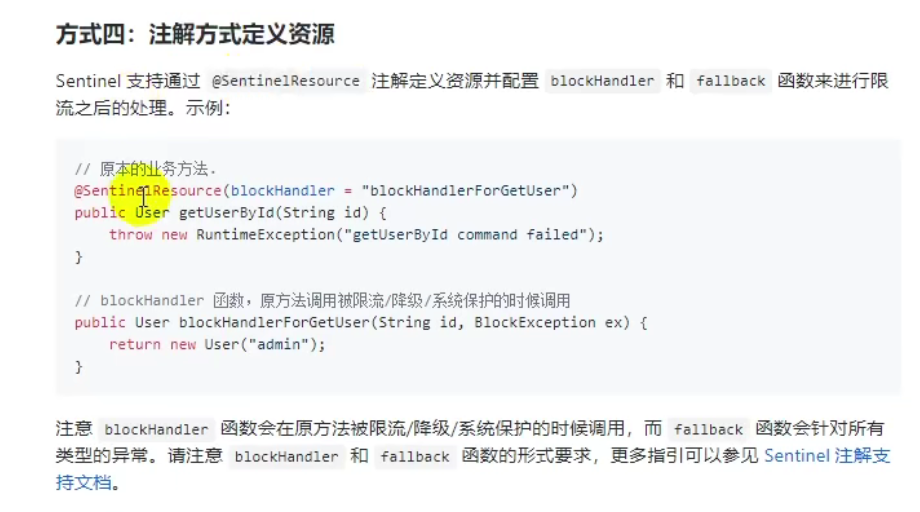 方式四：注解方式定义资源
Sentinel 支持通过 @SentinelResource 注解定义资源并配置 blockHandler 和 fallback 函数来进行限
流之后的处理。示例：
// 原本的业务方法.
@SentinelResource(blockHandler = "blockHandlerForGetUser")
public User getUserById(String id) {
    throw new RuntimeException("getUserById command failed");
}
// blockHandler 函数，原方法调用被限流/降级/系统保护的时候调用
public User blockHandlerForGetUser(String id, BlockException ex) {
    return new User("admin");
}
注意 blockHandler 函数会在原方法被限流/降级/系统保护的时候调用，而 fallback 函数会针对所有
类型的异常。请注意 blockHandler 和 fallback 函数的形式要求，更多指引可以参见 Sentinel 注解支
持文档。